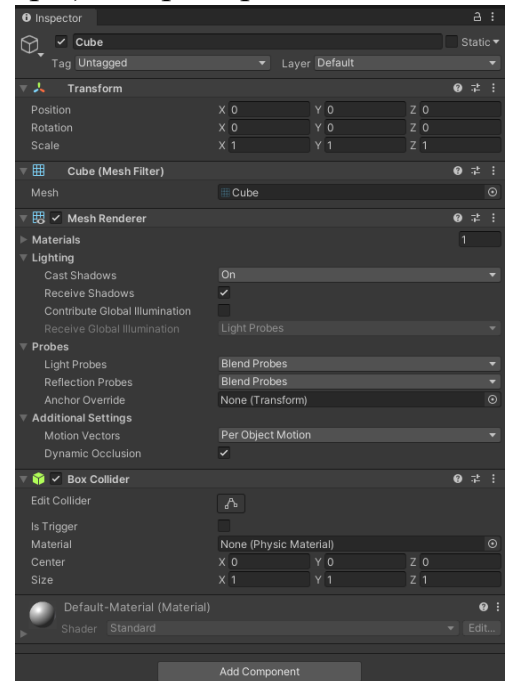 Inspector
Cube Static
Tag Untagged Layer Default
Transform
Position X 0 Y 0 Z 0
Rotation X 0 Y 0 Z 0
Scale X 1 Y 1 Z 1
Cube (Mesh Filter)
Mesh Cube
Mesh Renderer
Materials 1
Lighting
Cast Shadows On
Receive Shadows
Contribute Global Illumination
Receive Global Illumination Light Probes
Probes
Light Probes Blend Probes
Reflection Probes Blend Probes
Anchor Override None (Transform)
Additional Settings
Motion Vectors Per Object Motion
Dynamic Occlusion
Box Collider
Edit Collider
Is Trigger
Material None (Physic Material)
Center X 0 Y 0 Z 0
Size X 1 Y 1 Z 1
Default-Material (Material)
Shader Standard Edit...
Add Component